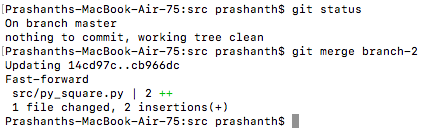 [Prashanths-MacBook-Air-75:src prashanth$ git status
On branch master
nothing to commit, working tree clean
[Prashanths-MacBook-Air-75:src prashanth$ git merge branch-2
Updating 14cd97c..cb966dc
Fast-forward
 src/py_square.py | 2 ++
 1 file changed, 2 insertions(+)
Prashanths-MacBook-Air-75:src prashanth$